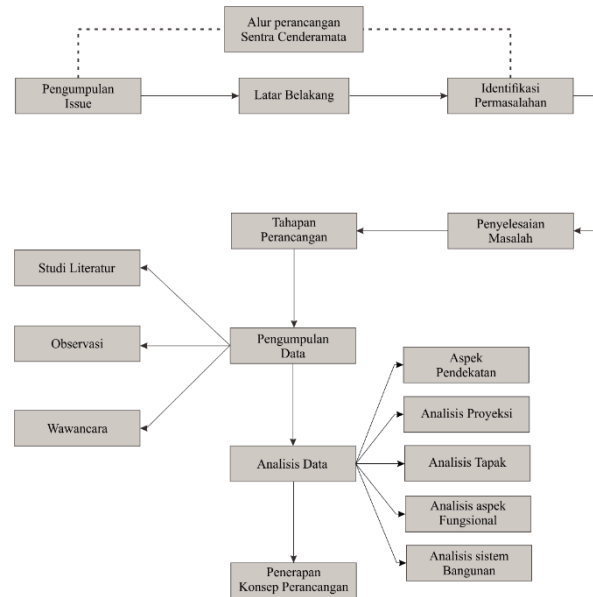 Alur perancangan
Sentra Cenderamata
Pengumpulan
Issue
Latar Belakang
Identifikasi
Permasalahan
Tahapan
Perancangan
Penyelesaian
Masalah
Studi Literatur
Observasi
Wawancara
Pengumpulan
Data
Analisis Data
Aspek
Pendekatan
Analisis Proyeksi
Analisis Tapak
Analisis aspek
Fungsional
Analisis sistem
Bangunan
Penerapan
Konsep Perancangan